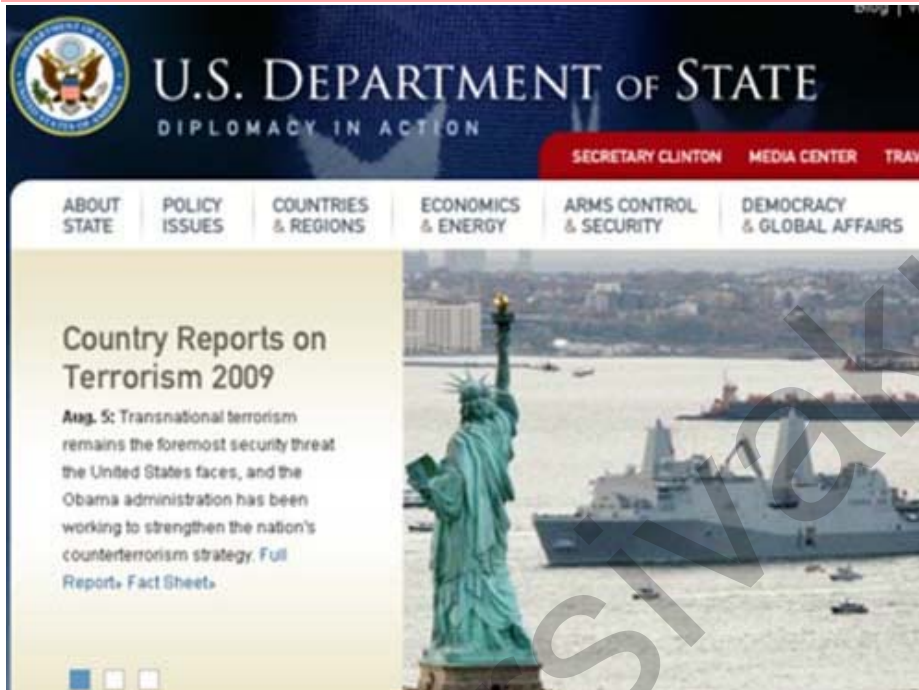 Blog |
U.S. DEPARTMENT OF STATE
DIPLOMACY IN ACTION
SECRETARY CLINTON MEDIA CENTER
ABOUT STATE
POLICY ISSUES
COUNTRIES & REGIONS
ECONOMICS & ENERGY
ARMS CONTROL & SECURITY
DEMOCRACY & GLOBAL AFFAIRS
Country Reports on
Terrorism 2009
Aug. 5: Transnational terrorism
remains the foremost security threat
the United States faces, and the
Obama administration has been
working to strengthen the nation's
counterterrorism strategy. Full
Report» Fact Sheet»